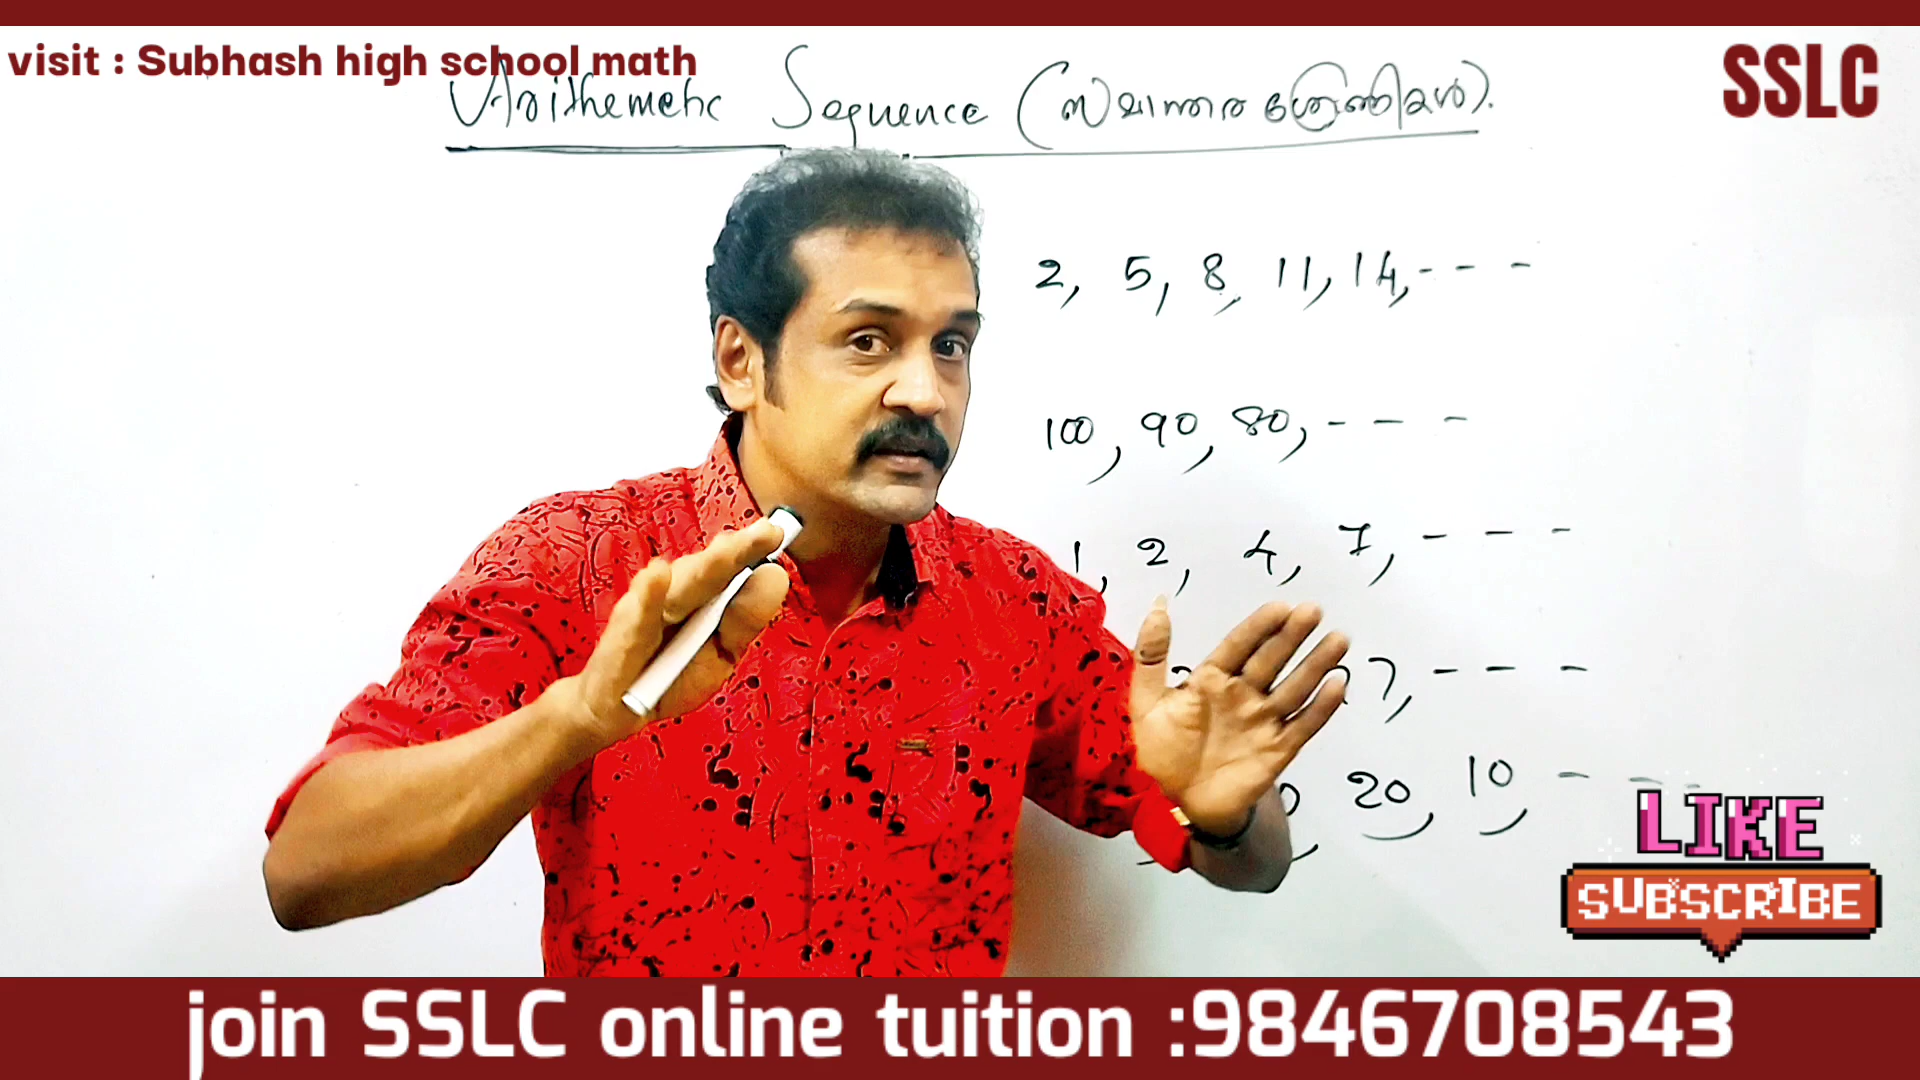 visit : Subhash high school math
SSLC
Arithemetic Sequence (സമാന്തര ശ്രേണികൾ).
2, 5, 8, 11, 14, - - -
100, 90, 80, - - -
1, 2, 4, 7, - - -
7, - - -
20, 10, - - -
LIKE
SUBSCRIBE
join SSLC online tuition :9846708543